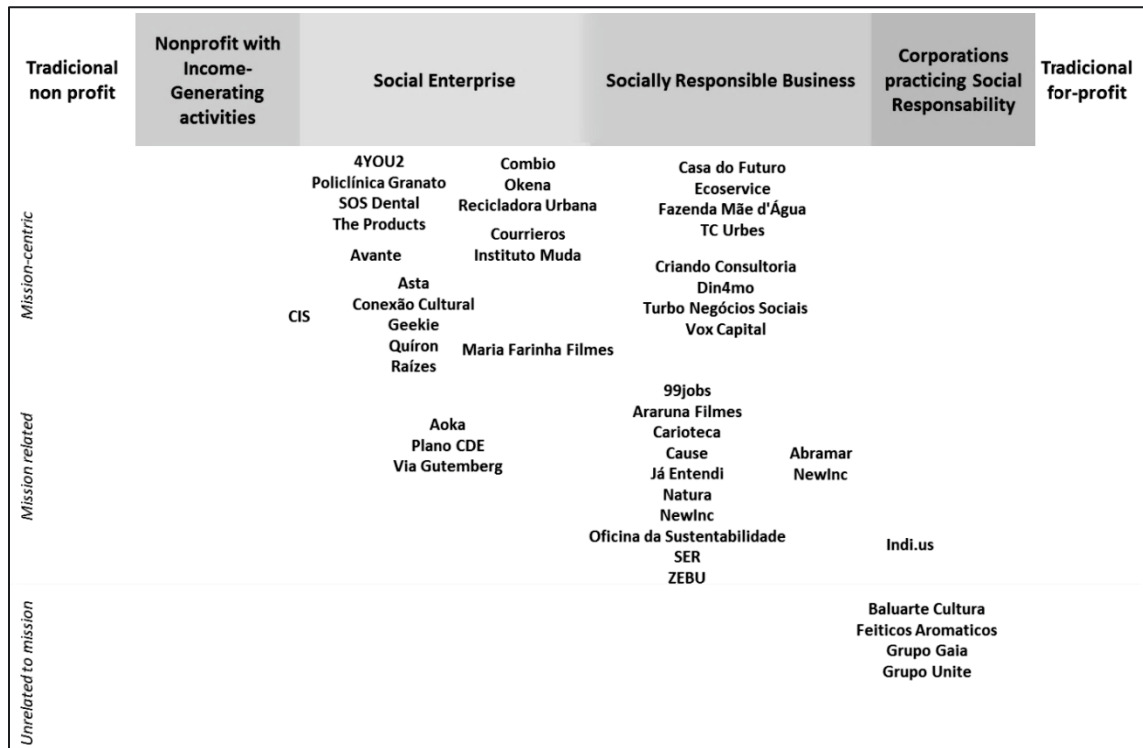 Tradicional
non profit
Nonprofit with
Income-
Generating
activities
Social Enterprise
Socially Responsible Business
Corporations
practicing Social
Responsability
Tradicional
for-profit
Mission-centric
4YOU2
Policlínica Granato
SOS Dental
The Products
Avante
Asta
Conexão Cultural
Geekie
Quíron
Raízes
CIS
Combio
Okena
Recicladora Urbana
Courrieros
Instituto Muda
Maria Farinha Filmes
Casa do Futuro
Ecoservice
Fazenda Mãe d'Água
TC Urbes
Criando Consultoria
Din4mo
Turbo Negócios Sociais
Vox Capital
Mission related
Aoka
Plano CDE
Via Gutemberg
99jobs
Araruna Filmes
Carioteca
Cause
Já Entendi
Natura
NewInc
Oficina da Sustentabilidade
SER
ZEBU
Abramar
NewInc
Indi.us
Unrelated to mission
Baluarte Cultura
Feiticos Aromaticos
Grupo Gaia
Grupo Unite